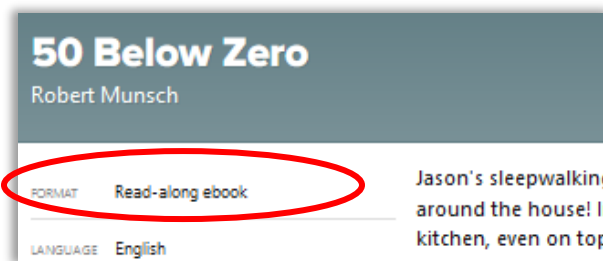 50 Below Zero
Robert Munsch
FORMAT Read-along ebook
LANGUAGE English
Jason's sleepwalking
around the house! I
kitchen, even on top